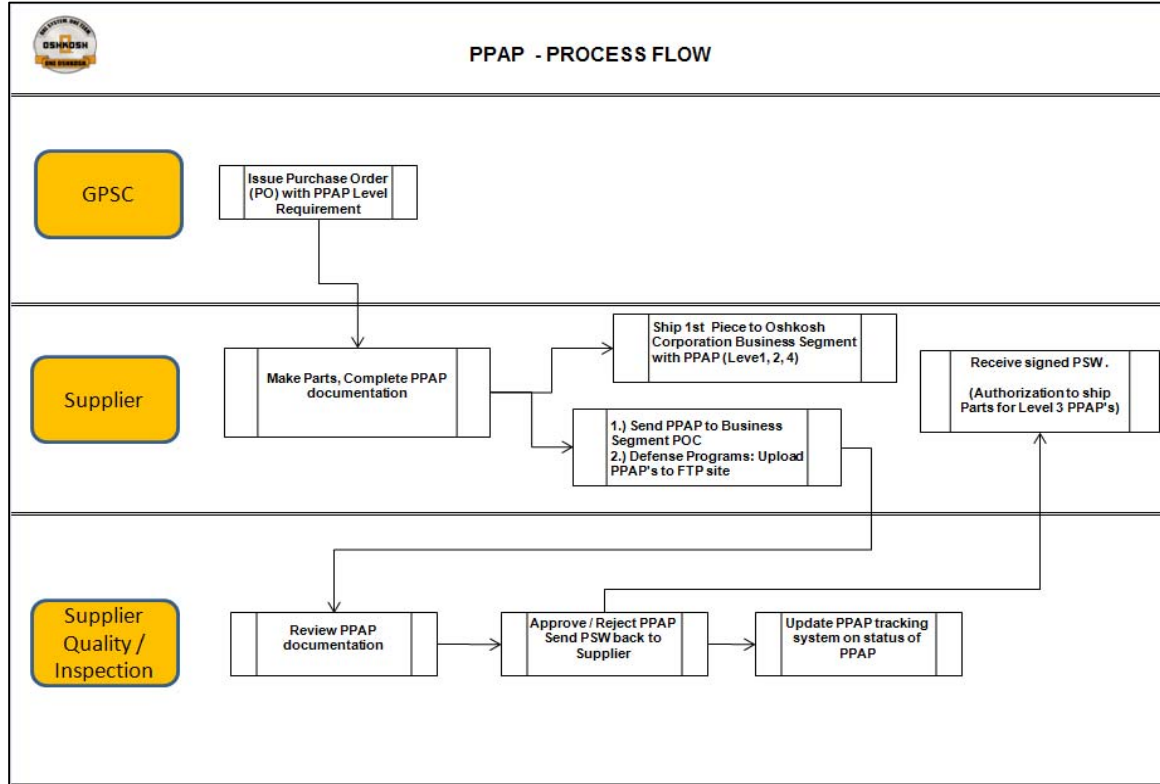 ONE SYSTEM. ONE TEAM.
OSHKOSH
ONE OSHKOSH
PPAP - PROCESS FLOW
GPSC
Issue Purchase Order
(PO) with PPAP Level
Requirement
Supplier
Make Parts, Complete PPAP
documentation
Ship 1st Piece to Oshkosh
Corporation Business Segment
with PPAP (Leve1, 2, 4)
1.) Send PPAP to Business
Segment POC
2.) Defense Programs: Upload
PPAP's to FTP site
Receive signed PSW .
(Authorization to ship
Parts for Level 3 PPAP's)
Supplier
Quality /
Inspection
Review PPAP
documentation
Approve / Reject PPAP
Send PSW back to
Supplier
Update PPAP tracking
system on status of
PPAP